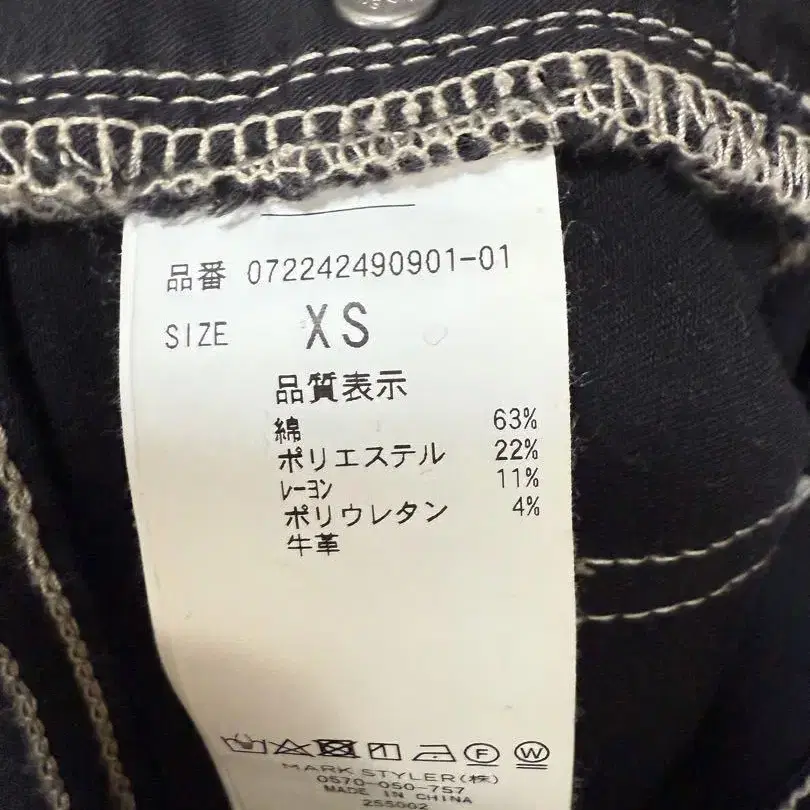 品番 072242490901-01
SIZE XS
品質表示
綿 63%
ポリエステル 22%
レーヨン 11%
ポリウレタン 4%
牛革
F W
MARK STYLER(株)
0570-050-757
MADE IN CHINA
255002